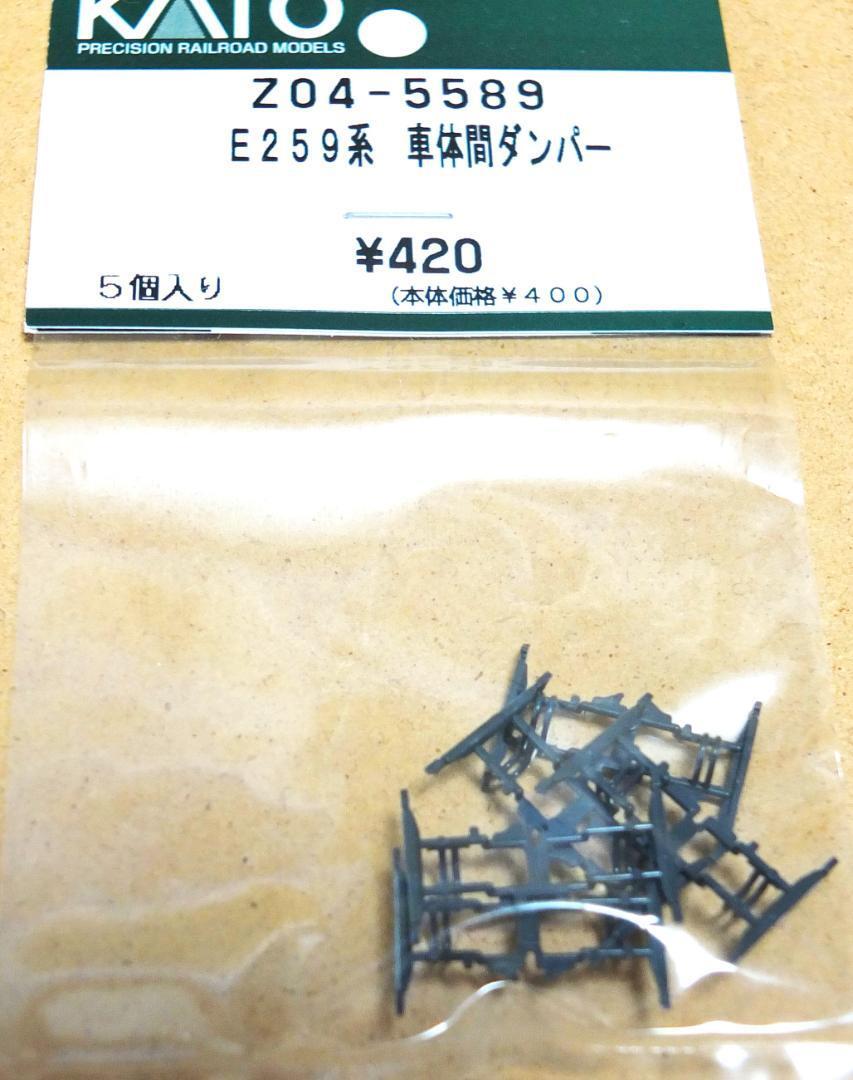 KATO
PRECISION RAILROAD MODELS
Z04-5589
E259系 車体間ダンパー
¥420
5個入り
(本体価格¥400)